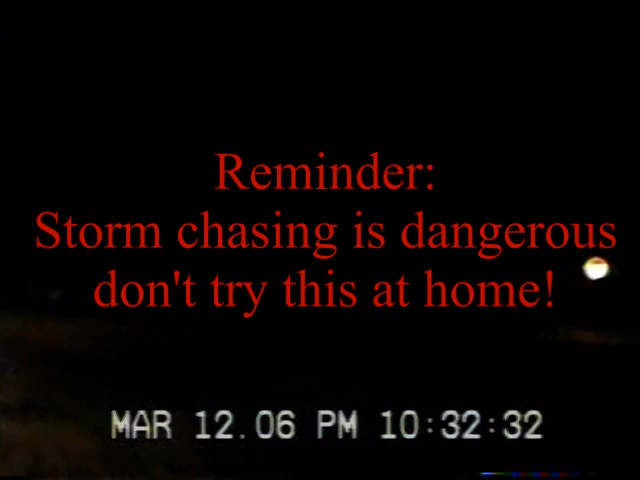 Reminder:
Storm chasing is dangerous
don't try this at home!
MAR 12.06 PM 10:32:32